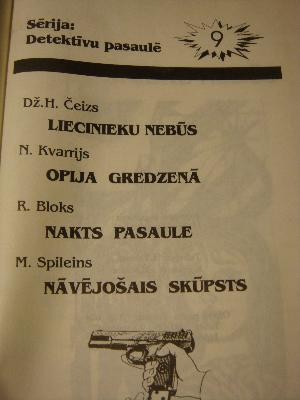 Sērija:
Detektīvu pasaulē
9
Dž.H. Čeizs
LIECINIEKU NEBŪS
N. Kvarrijs
OPIJA GREDZENĀ
R. Bloks
NAKTS PASAULE
M. Spileins
NĀVĒJOŠAIS SKŪPSTS